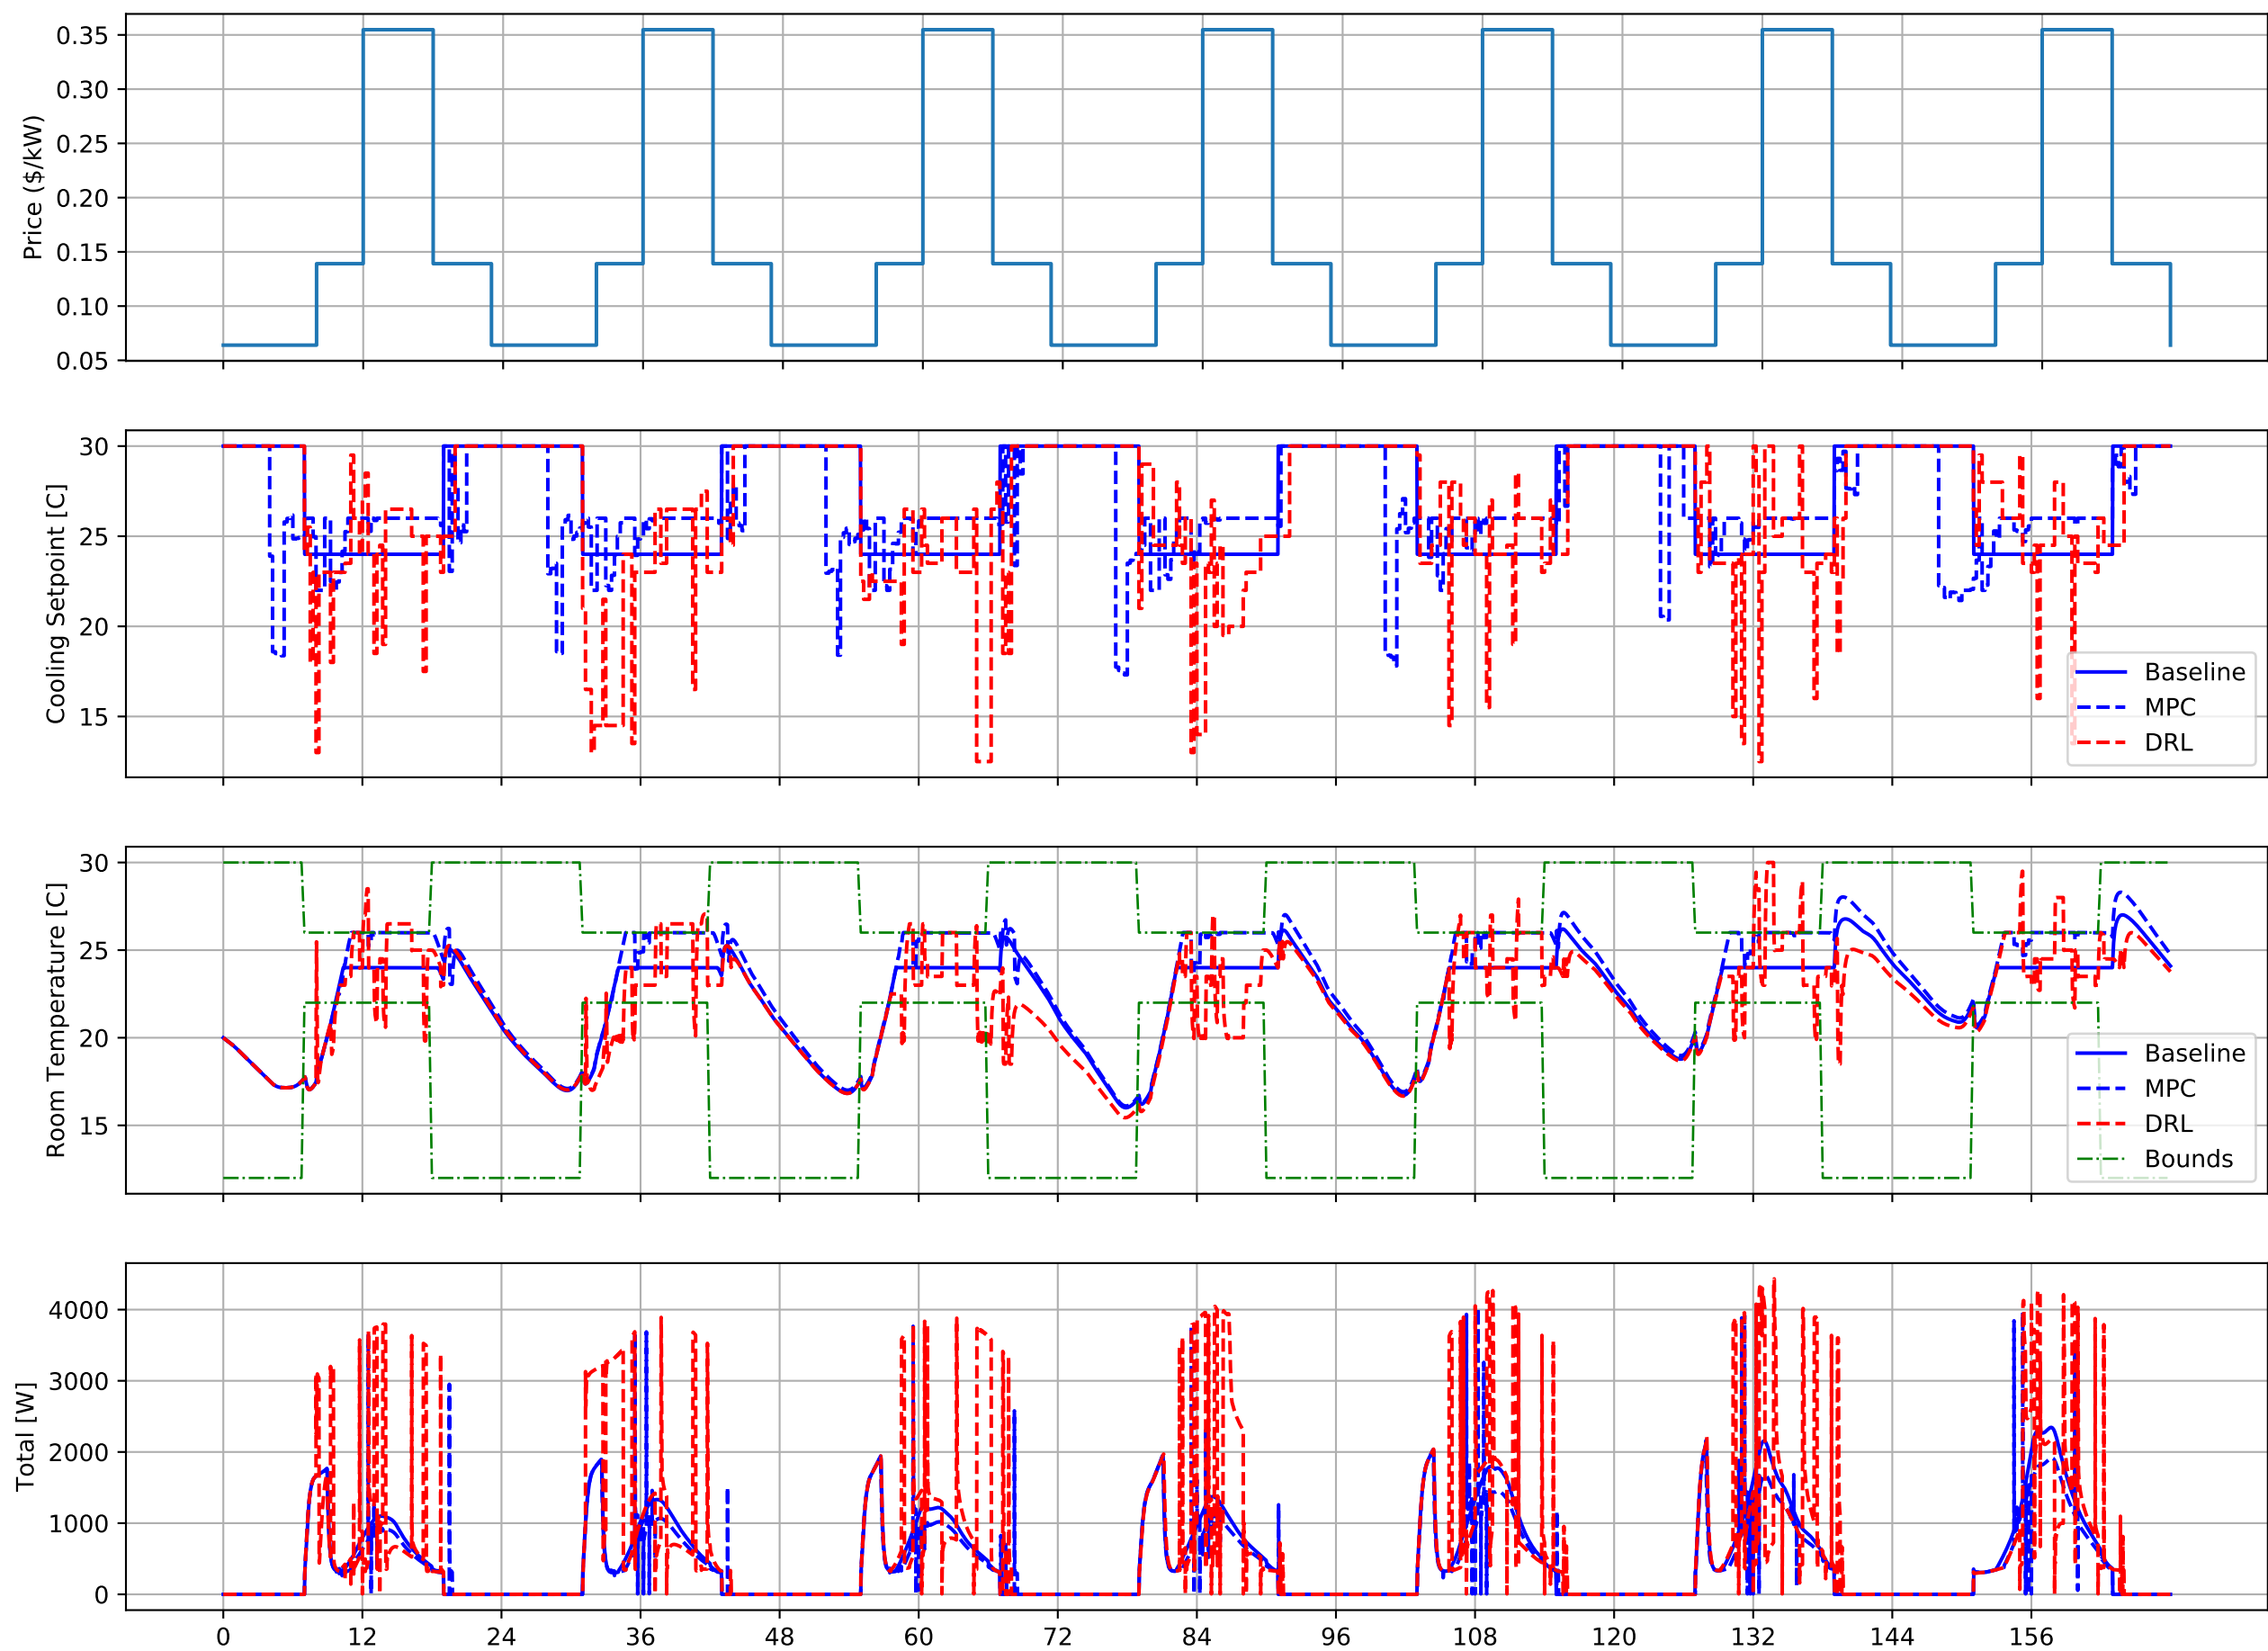 Price ($/kW)
0.35
0.30
0.25
0.20
0.15
0.10
0.05
Cooling Setpoint [C]
30
25
20
15
Baseline
MPC
DRL
Room Temperature [C]
30
25
20
15
Baseline
MPC
DRL
Bounds
Total [W]
4000
3000
2000
1000
0
0 12 24 36 48 60 72 84 96 108 120 132 144 156